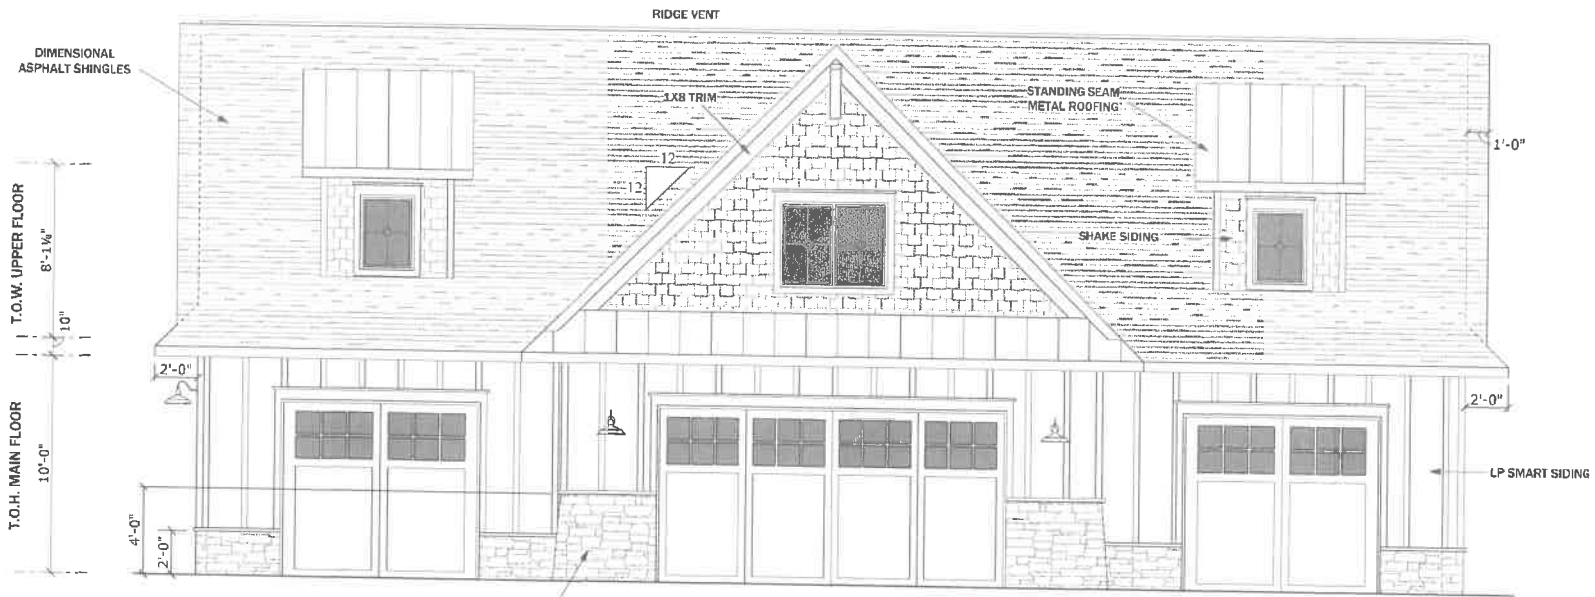 RIDGE VENT
DIMENSIONAL
ASPHALT SHINGLES
1X8 TRIM
STANDING SEAM
METAL ROOFING
1'-0"
12
12
SHAKE SIDING
T.O.W. UPPER FLOOR
8'-1⅛"
10"
2'-0"
2'-0"
T.O.H. MAIN FLOOR
10'-0"
4'-0"
2'-0"
LP SMART SIDING